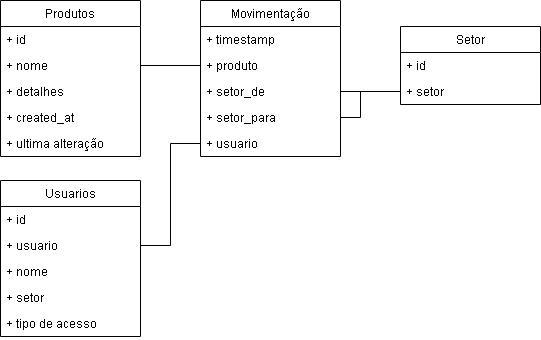 Produtos
+ id
+ nome
+ detalhes
+ created_at
+ ultima alteração
Movimentação
+ timestamp
+ produto
+ setor_de
+ setor_para
+ usuario
Setor
+ id
+ setor
Usuarios
+ id
+ usuario
+ nome
+ setor
+ tipo de acesso